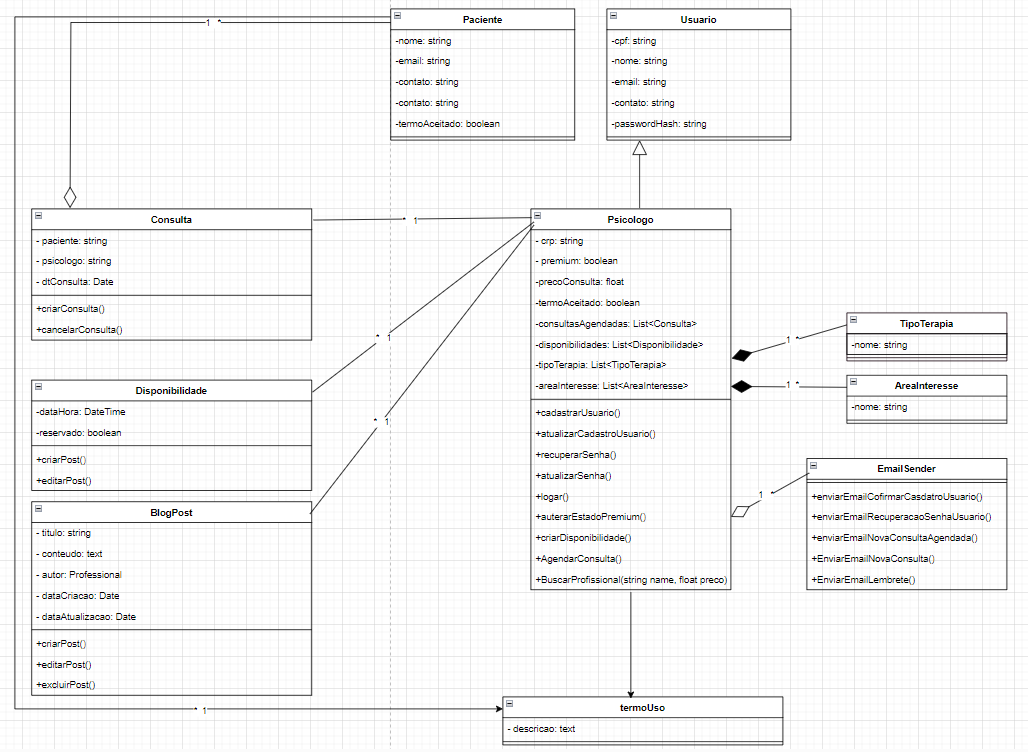 Paciente
-nome: string
-email: string
-contato: string
-contato: string
-termoAceitado: boolean
Usuario
-cpf: string
-nome: string
-email: string
-contato: string
-passwordHash: string
1 *
Consulta
- paciente: string
- psicologo: string
- dtConsulta: Date
+criarConsulta()
+cancelarConsulta()
* 1
Psicologo
- crp: string
- premium: boolean
-precoConsulta: float
-termoAceitado: boolean
-consultasAgendadas: List<Consulta>
-disponibilidades: List<Disponibilidade>
-tipoTerapia: List<TipoTerapia>
-areaInteresse: List<AreaInteresse>
+cadastrarUsuario()
+atualizarCadastroUsuario()
+recuperarSenha()
+atualizarSenha()
+logar()
+auterarEstadoPremium()
+criarDisponibilidade()
+AgendarConsulta()
+BuscarProfissional(string name, float preco)
* 1
* 1
1 *
TipoTerapia
-nome: string
1 *
AreaInteresse
-nome: string
1 *
EmailSender
+enviarEmailCofirmarCasdatroUsuario()
+enviarEmailRecuperacaoSenhaUsuario()
+enviarEmailNovaConsultaAgendada()
+EnviarEmailNovaConsulta()
+EnviarEmailLembrete()
Disponibilidade
-dataHora: DateTime
-reservado: boolean
+criarPost()
+editarPost()
BlogPost
- titulo: string
- conteudo: text
- autor: Professional
- dataCriacao: Date
- dataAtualizacao: Date
+criarPost()
+editarPost()
+excluirPost()
* 1
termoUso
- descricao: text